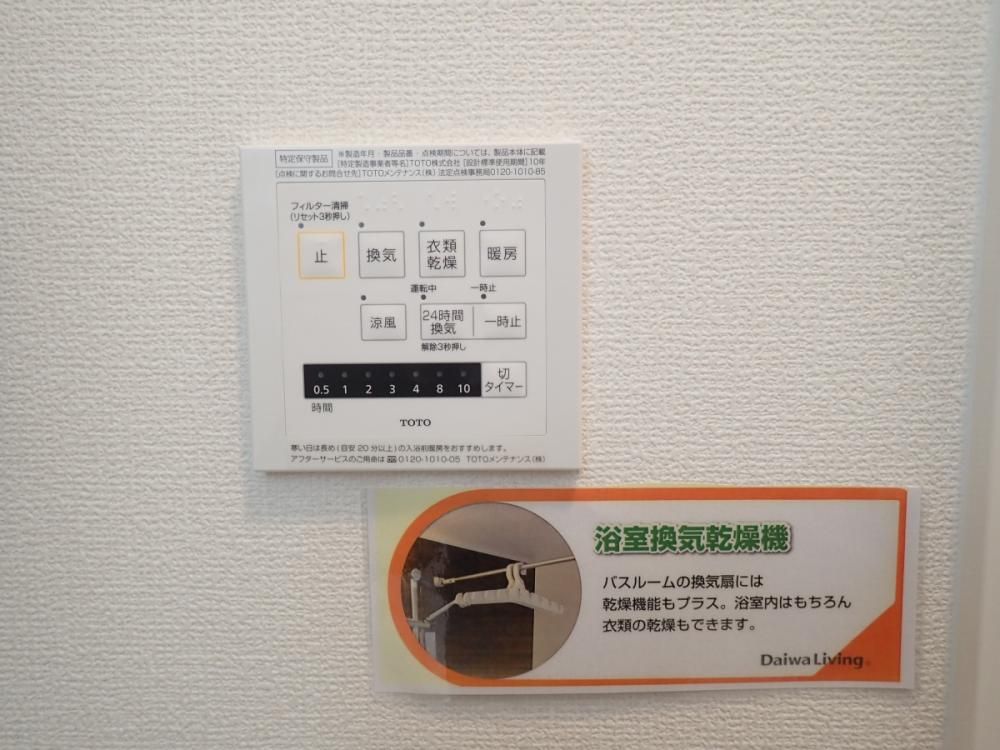 特定保守製品
※製造年月・製品品番・点検期間については、製品本体に記載
[特定製造事業者等名]TOTO株式会社 [設計標準使用期間]10年
[点検に関するお問合せ先]TOTOメンテナンス(株) 法定点検事務局0120-1010-85
フィルター清掃
(リセット3秒押し)
止 換気 衣類乾燥 暖房
運転中 一時止
涼風 24時間換気 一時止
解除3秒押し
0.5 1 2 3 4 8 10 切タイマー
時間
TOTO
寒い日は長め(目安20分以上)の入浴前暖房をおすすめします。
アフターサービスのご用命は 0120-1010-05 TOTOメンテナンス(株)
浴室換気乾燥機
バスルームの換気扇には
乾燥機能もプラス。浴室内はもちろん
衣類の乾燥もできます。
Daiwa Living®